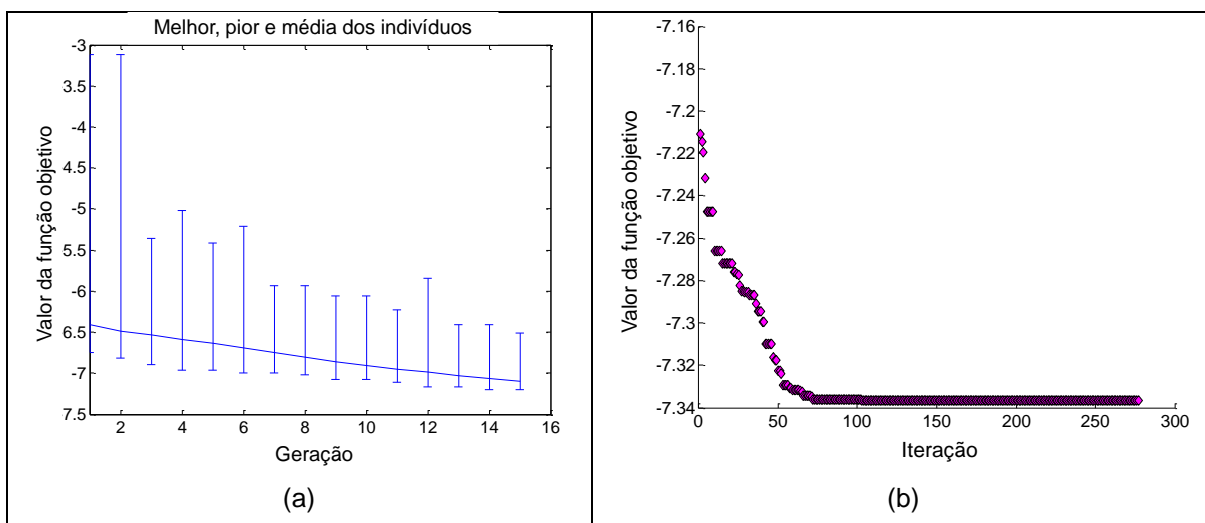 Melhor, pior e média dos indivíduos
-3
3.5
-4
4.5
-5
5.5
-6
6.5
-7
7.5
2 4 6 8 10 12 14 16
Valor da função objetivo
Geração
(a)
-7.16
-7.18
-7.2
-7.22
-7.24
-7.26
-7.28
-7.3
-7.32
-7.34
0 50 100 150 200 250 300
Valor da função objetivo
Iteração
(b)